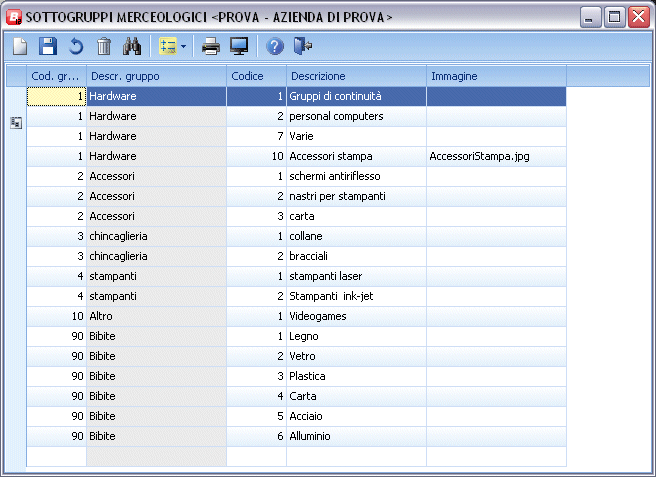 SOTTOGRUPPI MERCEOLOGICI <PROVA - AZIENDA DI PROVA>
Cod. gr... Descr. gruppo Codice Descrizione Immagine
1 Hardware 1 Gruppi di continuità
1 Hardware 2 personal computers
1 Hardware 7 Varie
1 Hardware 10 Accessori stampa AccessoriStampa.jpg
2 Accessori 1 schermi antiriflesso
2 Accessori 2 nastri per stampanti
2 Accessori 3 carta
3 chincaglieria 1 collane
3 chincaglieria 2 bracciali
4 stampanti 1 stampanti laser
4 stampanti 2 Stampanti ink-jet
10 Altro 1 Videogames
90 Bibite 1 Legno
90 Bibite 2 Vetro
90 Bibite 3 Plastica
90 Bibite 4 Carta
90 Bibite 5 Acciaio
90 Bibite 6 Alluminio